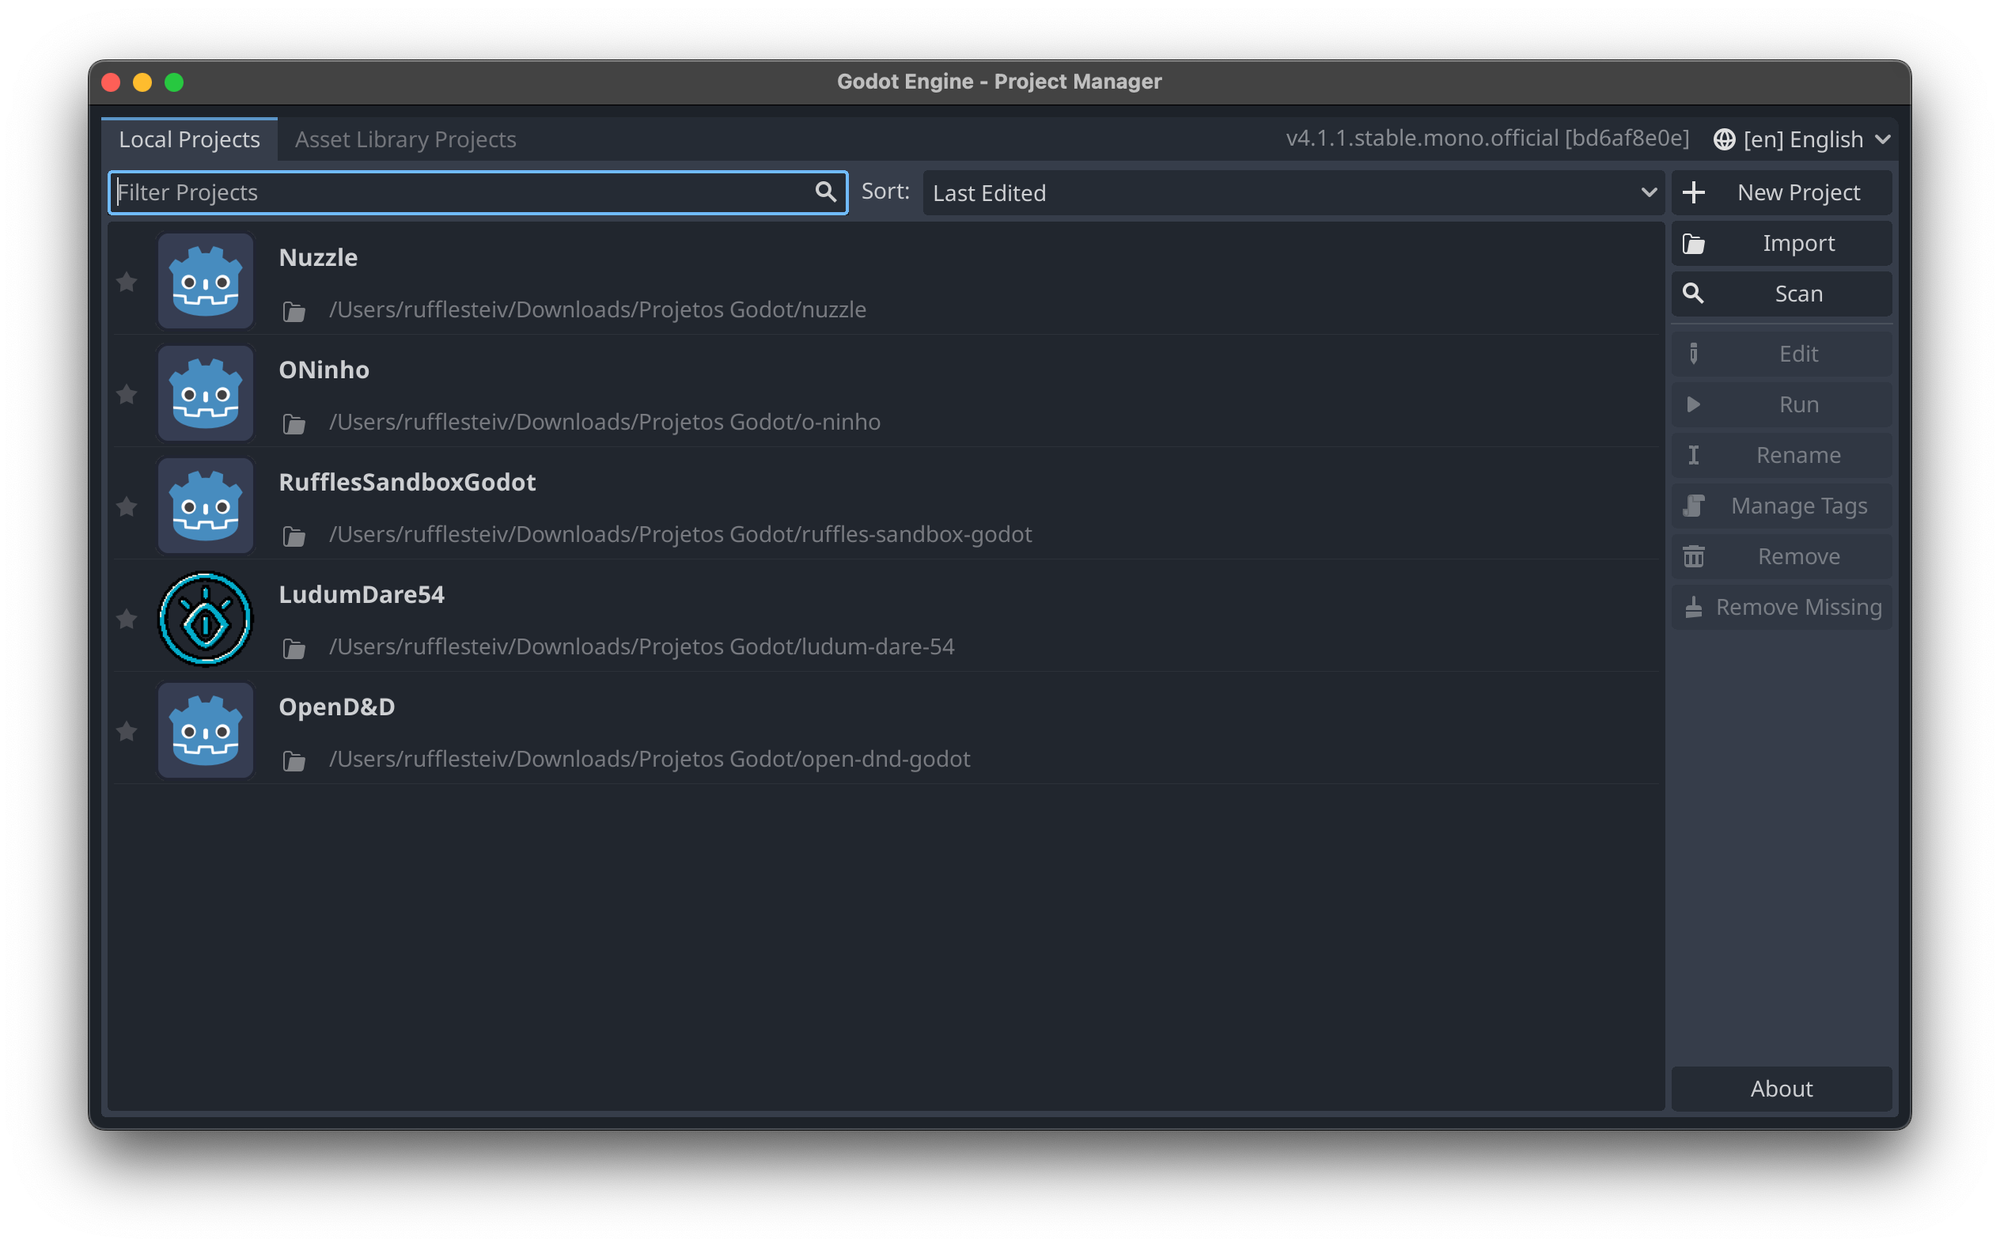 Godot Engine - Project Manager
Local Projects
Asset Library Projects
v4.1.1.stable.mono.official [bd6af8e0e]
[en] English
Filter Projects
Sort:
Last Edited
New Project
Import
Scan
Edit
Run
Rename
Manage Tags
Remove
Remove Missing
Nuzzle
/Users/rufflesteiv/Downloads/Projetos Godot/nuzzle
ONinho
/Users/rufflesteiv/Downloads/Projetos Godot/o-ninho
RufflesSandboxGodot
/Users/rufflesteiv/Downloads/Projetos Godot/ruffles-sandbox-godot
LudumDare54
/Users/rufflesteiv/Downloads/Projetos Godot/ludum-dare-54
OpenD&D
/Users/rufflesteiv/Downloads/Projetos Godot/open-dnd-godot
About